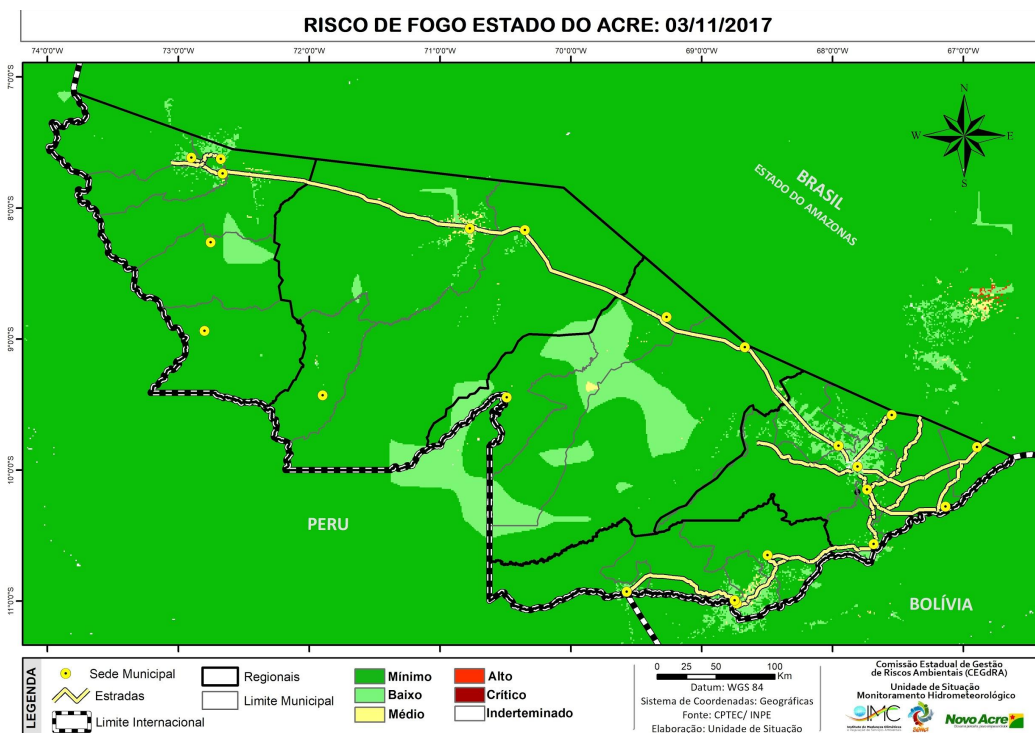 RISCO DE FOGO ESTADO DO ACRE: 03/11/2017
74°0'0"W 73°0'0"W 72°0'0"W 71°0'0"W 70°0'0"W 69°0'0"W 68°0'0"W 67°0'0"W
7°0'0"S
8°0'0"S
9°0'0"S
10°0'0"S
11°0'0"S
N
W E
S
BRASIL
ESTADO DO AMAZONAS
PERU
BOLÍVIA
LEGENDA
Sede Municipal
Estradas
Limite Internacional
Regionais
Limite Municipal
Mínimo
Baixo
Médio
Alto
Crítico
Inderteminado
0 25 50 100
Km
Datum: WGS 84
Sistema de Coordenadas: Geográficas
Fonte: CPTEC/ INPE
Elaboração: Unidade de Situação
Comissão Estadual de Gestão
de Riscos Ambientais (CEGdRA)
Unidade de Situação
Monitoramento Hidrometeorológico
IMC
Novo Acre